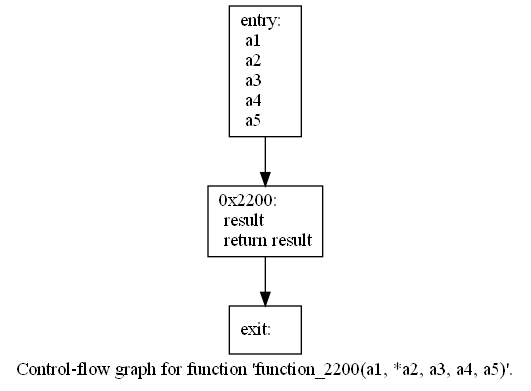 entry:
a1
a2
a3
a4
a5
0x2200:
result
return result
exit:
Control-flow graph for function 'function_2200(a1, *a2, a3, a4, a5)'.